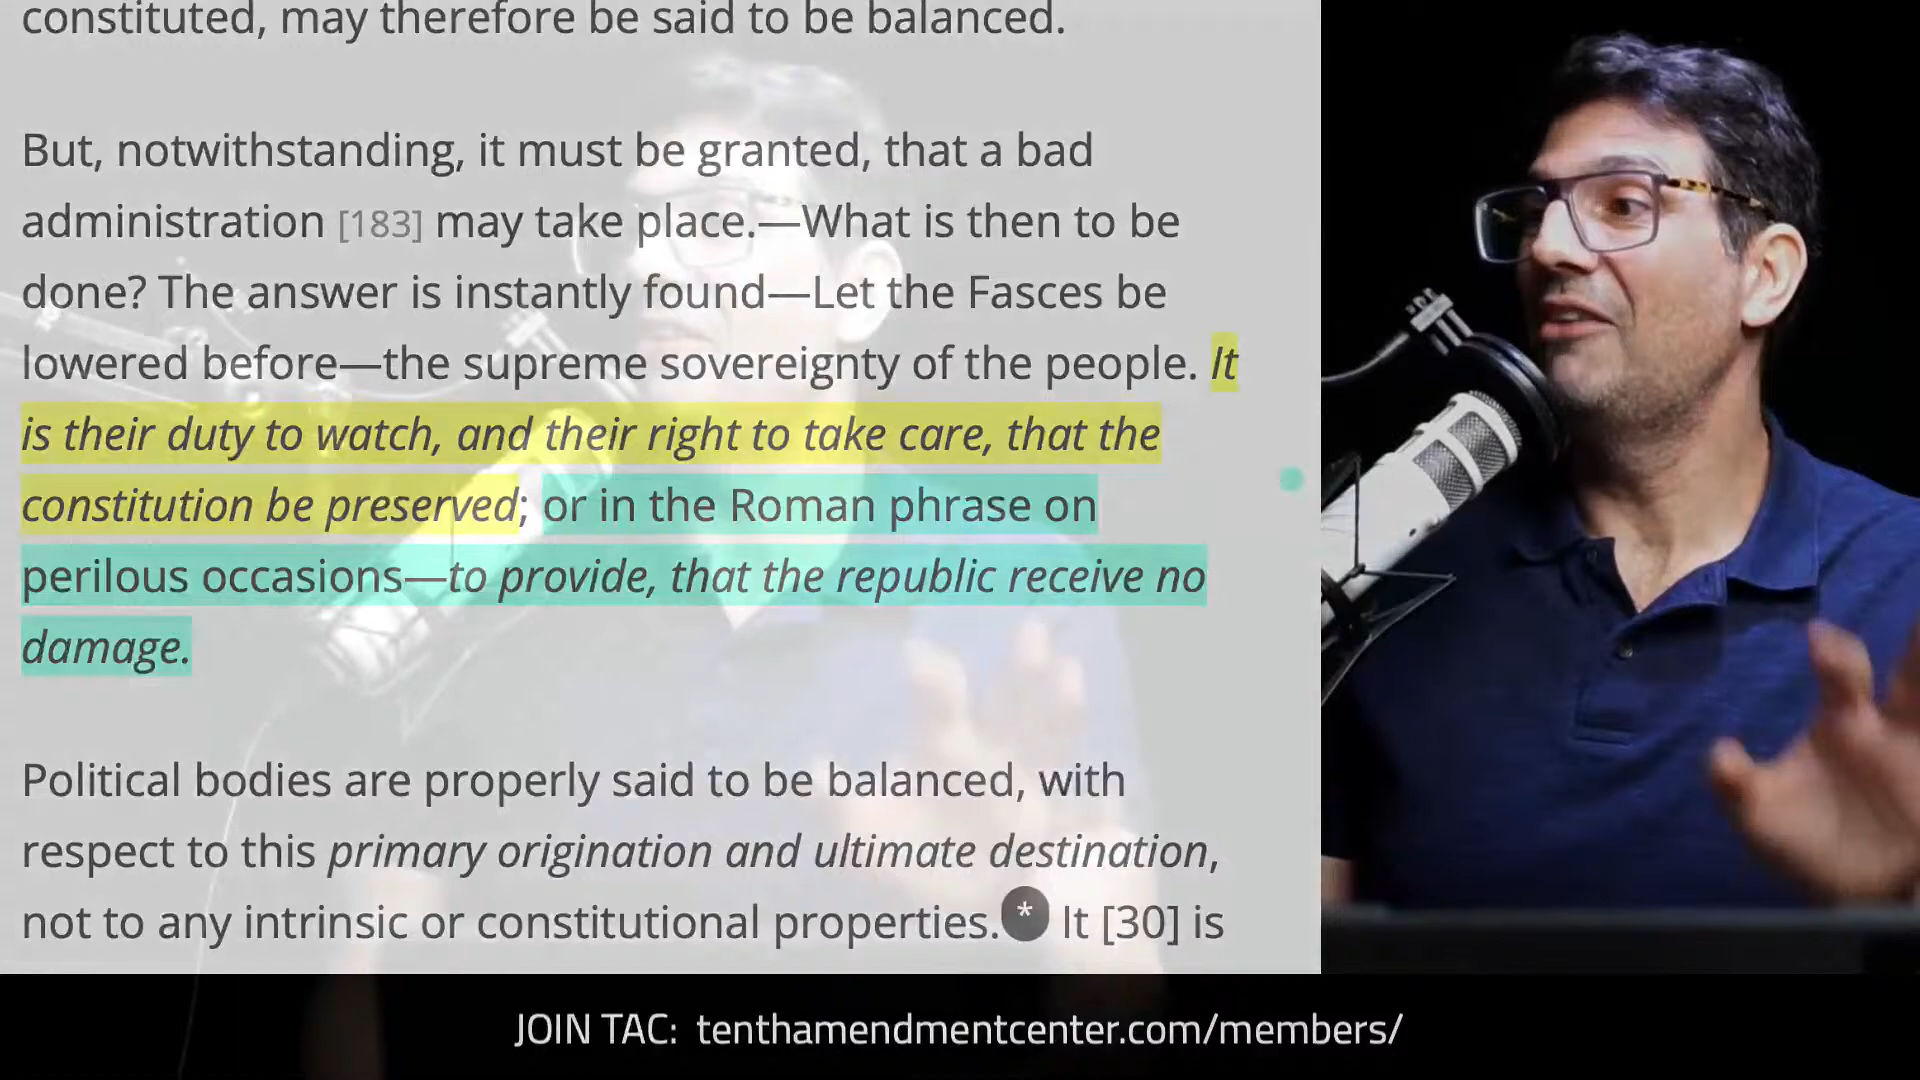 constituted, may therefore be said to be balanced.
But, notwithstanding, it must be granted, that a bad
administration [183] may take place.—What is then to be
done? The answer is instantly found—Let the Fasces be
lowered before—the supreme sovereignty of the people. It
is their duty to watch, and their right to take care, that the
constitution be preserved; or in the Roman phrase on
perilous occasions—to provide, that the republic receive no
damage.
Political bodies are properly said to be balanced, with
respect to this primary origination and ultimate destination,
not to any intrinsic or constitutional properties.* It [30] is
JOIN TAC: tenthamendmentcenter.com/members/